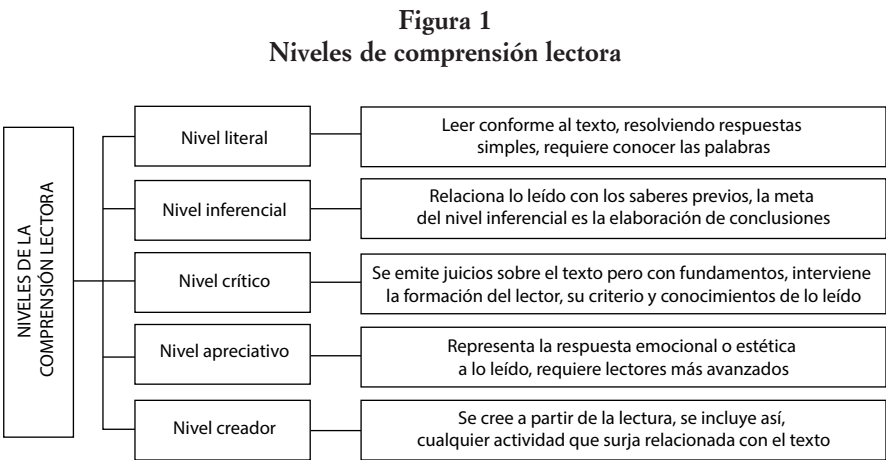 Figura 1
Niveles de comprensión lectora
NIVELES DE LA
COMPRENSIÓN LECTORA
Nivel literal
Leer conforme al texto, resolviendo respuestas
simples, requiere conocer las palabras
Nivel inferencial
Relaciona lo leído con los saberes previos, la meta
del nivel inferencial es la elaboración de conclusiones
Nivel crítico
Se emite juicios sobre el texto pero con fundamentos, interviene
la formación del lector, su criterio y conocimientos de lo leído
Nivel apreciativo
Representa la respuesta emocional o estética
a lo leído, requiere lectores más avanzados
Nivel creador
Se cree a partir de la lectura, se incluye así,
cualquier actividad que surja relacionada con el texto